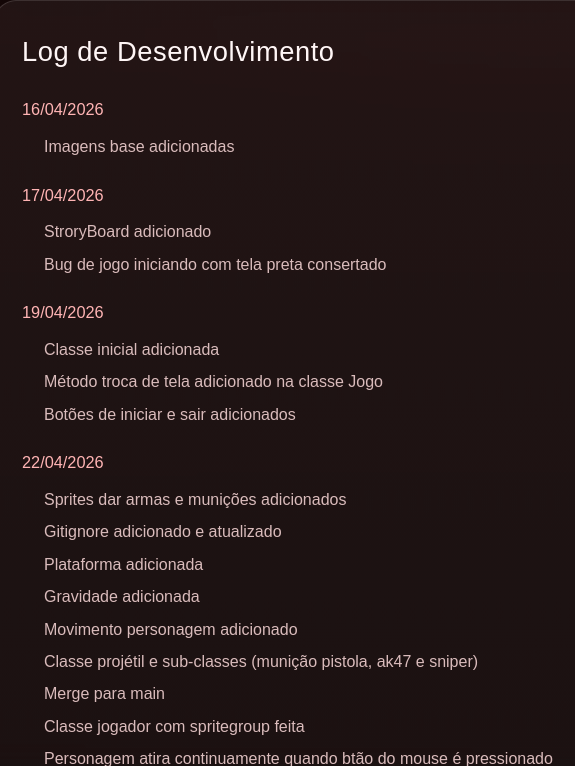 Log de Desenvolvimento
16/04/2026
Imagens base adicionadas
17/04/2026
StroryBoard adicionado
Bug de jogo iniciando com tela preta consertado
19/04/2026
Classe inicial adicionada
Método troca de tela adicionado na classe Jogo
Botões de iniciar e sair adicionados
22/04/2026
Sprites dar armas e munições adicionados
Gitignore adicionado e atualizado
Plataforma adicionada
Gravidade adicionada
Movimento personagem adicionado
Classe projétil e sub-classes (munição pistola, ak47 e sniper)
Merge para main
Classe jogador com spritegroup feita
Personagem atira continuamente quando btão do mouse é pressionado